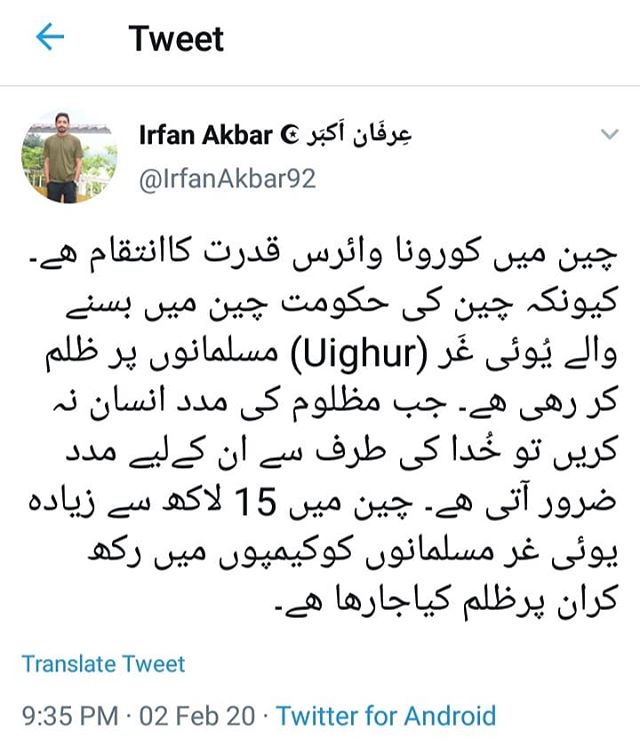 Tweet
Irfan Akbar ☪ عِرفَان اَکبَر
@IrfanAkbar92
چین میں کورونا وائرس قدرت کاانتقام ھے۔
کیونکہ چین کی حکومت چین میں بسنے
والے یُوئی غَر (Uighur) مسلمانوں پر ظلم
کر رھی ھے۔ جب مظلوم کی مدد انسان نہ
کریں تو خُدا کی طرف سے ان کےلیے مدد
ضرور آتی ھے۔ چین میں 15 لاکھ سے زیادہ
یوئی غر مسلمانوں کوکیمپوں میں رکھ
کران پرظلم کیاجارھا ھے۔
Translate Tweet
9:35 PM · 02 Feb 20 · Twitter for Android